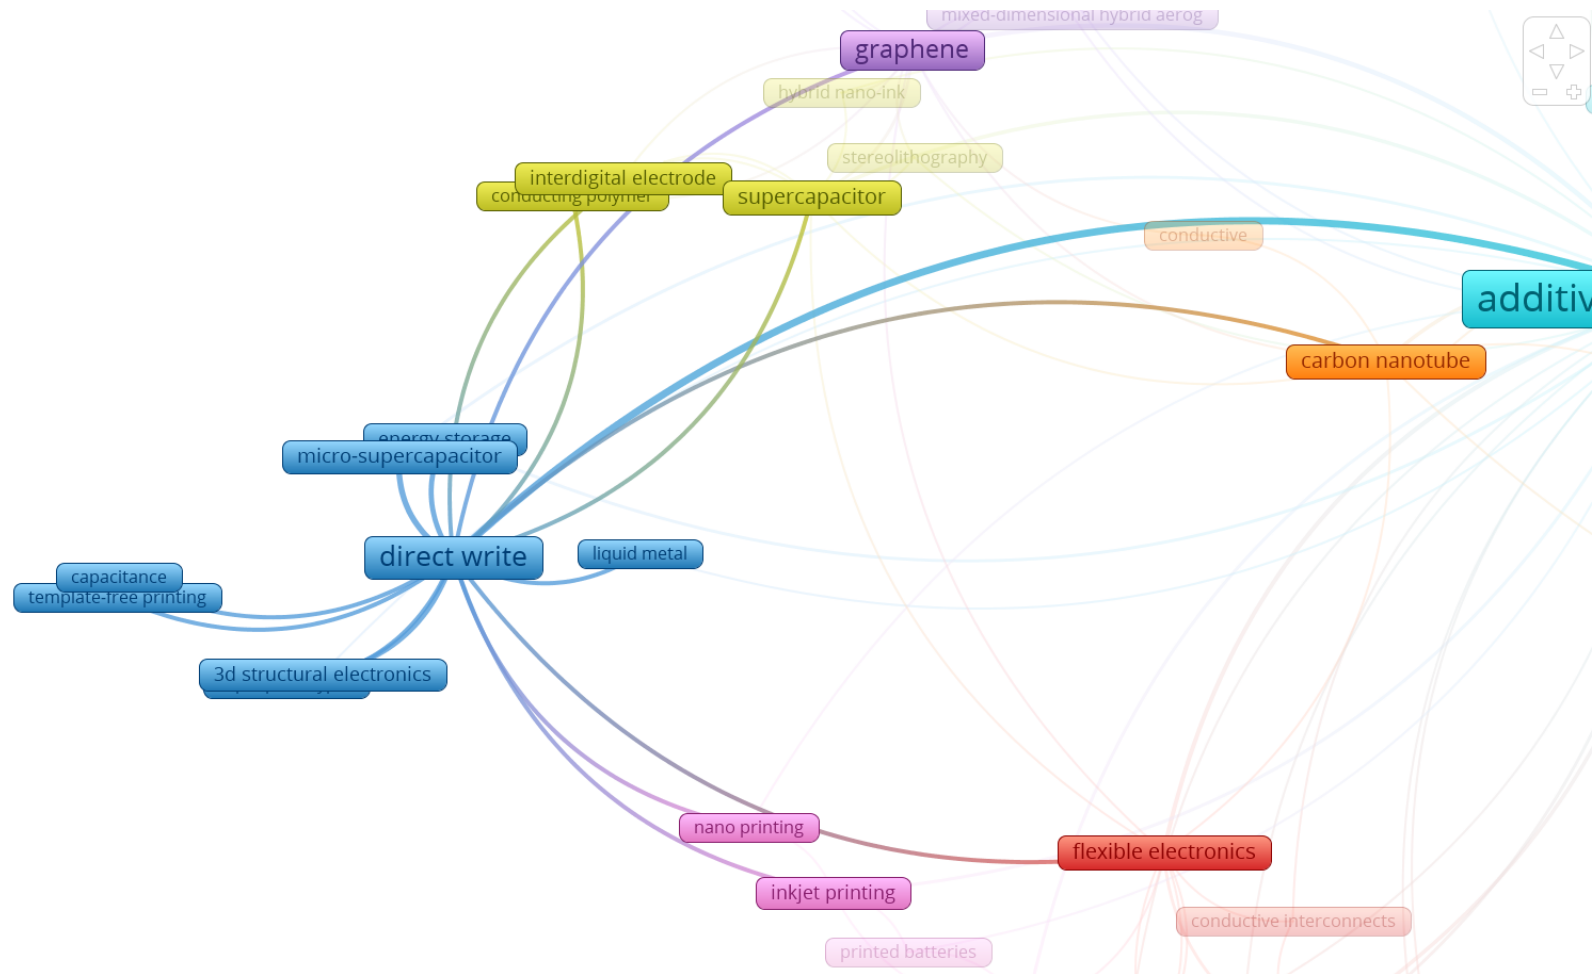 mixed-dimensional hybrid aerog
graphene
hybrid nano-ink
stereolithography
interdigital electrode
conducting polymer
supercapacitor
conductive
additiv
carbon nanotube
energy storage
micro-supercapacitor
direct write
liquid metal
capacitance
template-free printing
3d structural electronics
nano printing
flexible electronics
inkjet printing
conductive interconnects
printed batteries